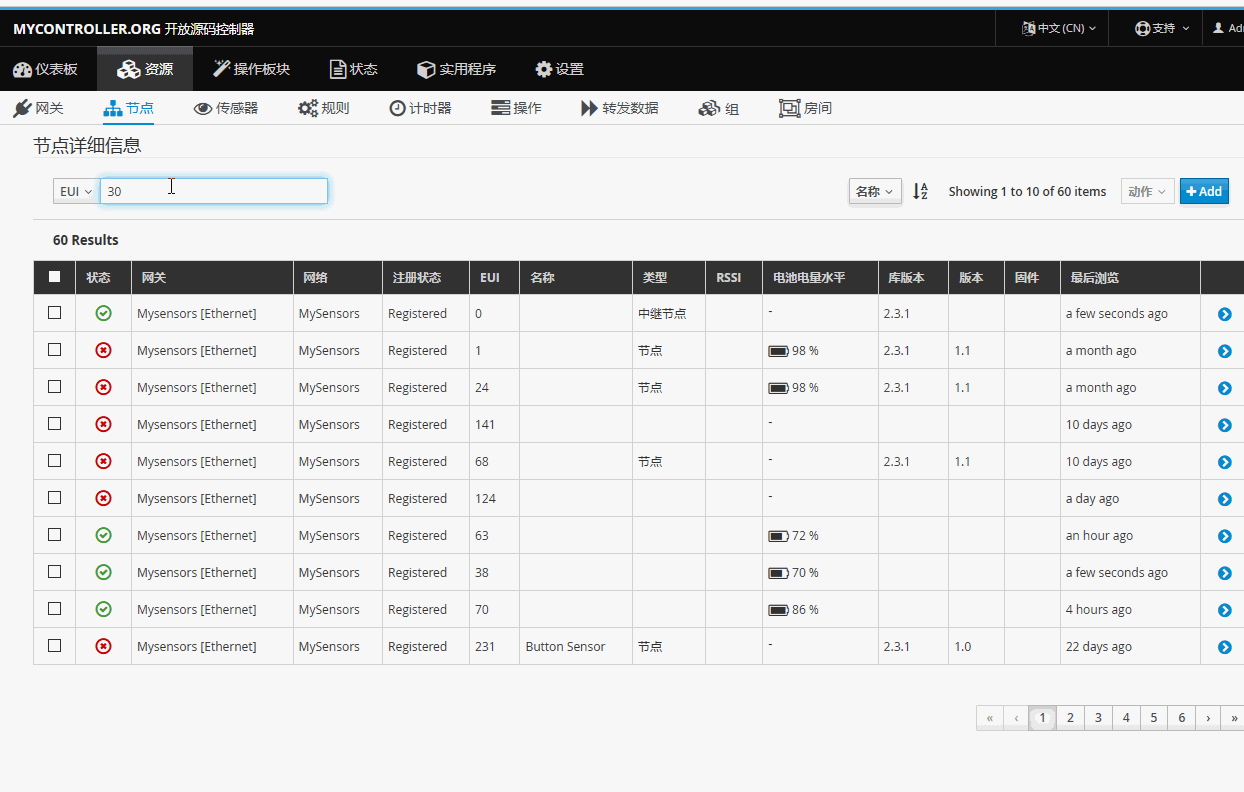 MYCONTROLLER.ORG 开放源码控制器 中文 (CN) 支持
仪表板 资源 操作板块 状态 实用程序 设置
网关 节点 传感器 规则 计时器 操作 转发数据 组 房间
节点详细信息
EUI 30 名称 Showing 1 to 10 of 60 items 动作 Add
60 Results
状态 网关 网络 注册状态 EUI 名称 类型 RSSI 电池电量水平 库版本 版本 固件 最后浏览
Mysensors [Ethernet] MySensors Registered 0 中继节点 - 2.3.1 a few seconds ago
Mysensors [Ethernet] MySensors Registered 1 节点 98 % 2.3.1 1.1 a month ago
Mysensors [Ethernet] MySensors Registered 24 节点 98 % 2.3.1 1.1 a month ago
Mysensors [Ethernet] MySensors Registered 141 - 10 days ago
Mysensors [Ethernet] MySensors Registered 68 节点 - 2.3.1 1.1 10 days ago
Mysensors [Ethernet] MySensors Registered 124 - a day ago
Mysensors [Ethernet] MySensors Registered 63 72 % an hour ago
Mysensors [Ethernet] MySensors Registered 38 70 % a few seconds ago
Mysensors [Ethernet] MySensors Registered 70 86 % 4 hours ago
Mysensors [Ethernet] MySensors Registered 231 Button Sensor 节点 - 2.3.1 1.0 22 days ago
« ‹ 1 2 3 4 5 6 › »